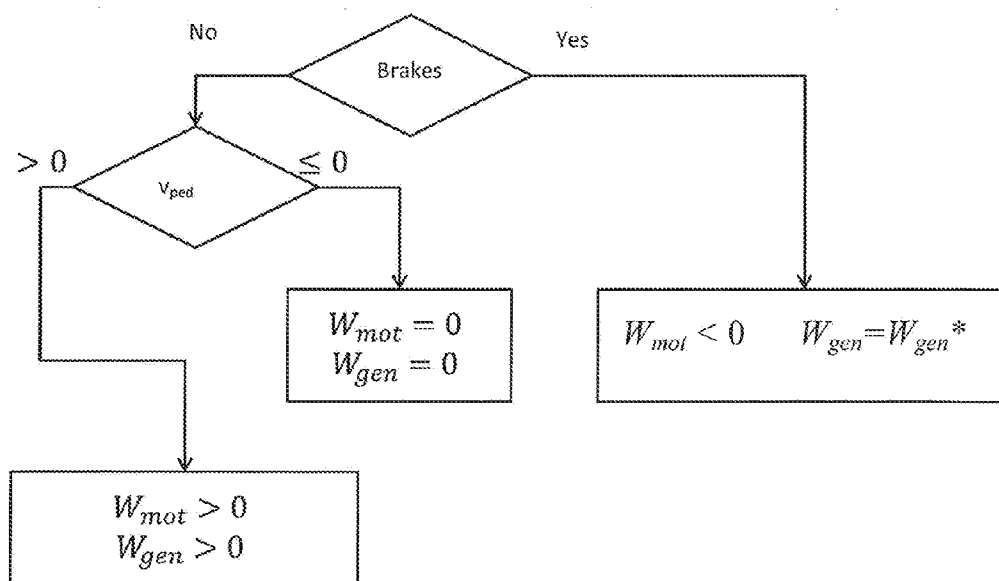 No
Yes
Brakes
> 0
≤ 0
v_ped
W_mot = 0
W_gen = 0
W_mot < 0 W_gen=W_gen*
W_mot > 0
W_gen > 0